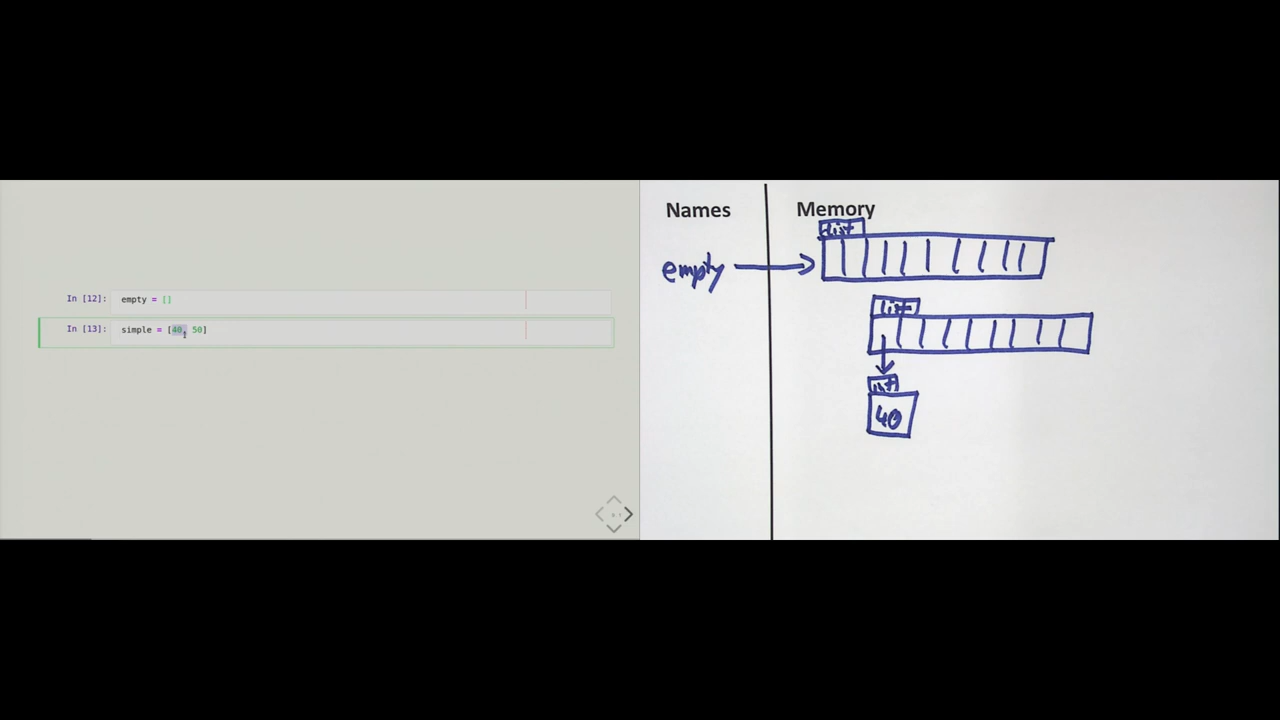 In [12]: empty = []
In [13]: simple = [40, 50]
Names
Memory
list
empty
list
int
40